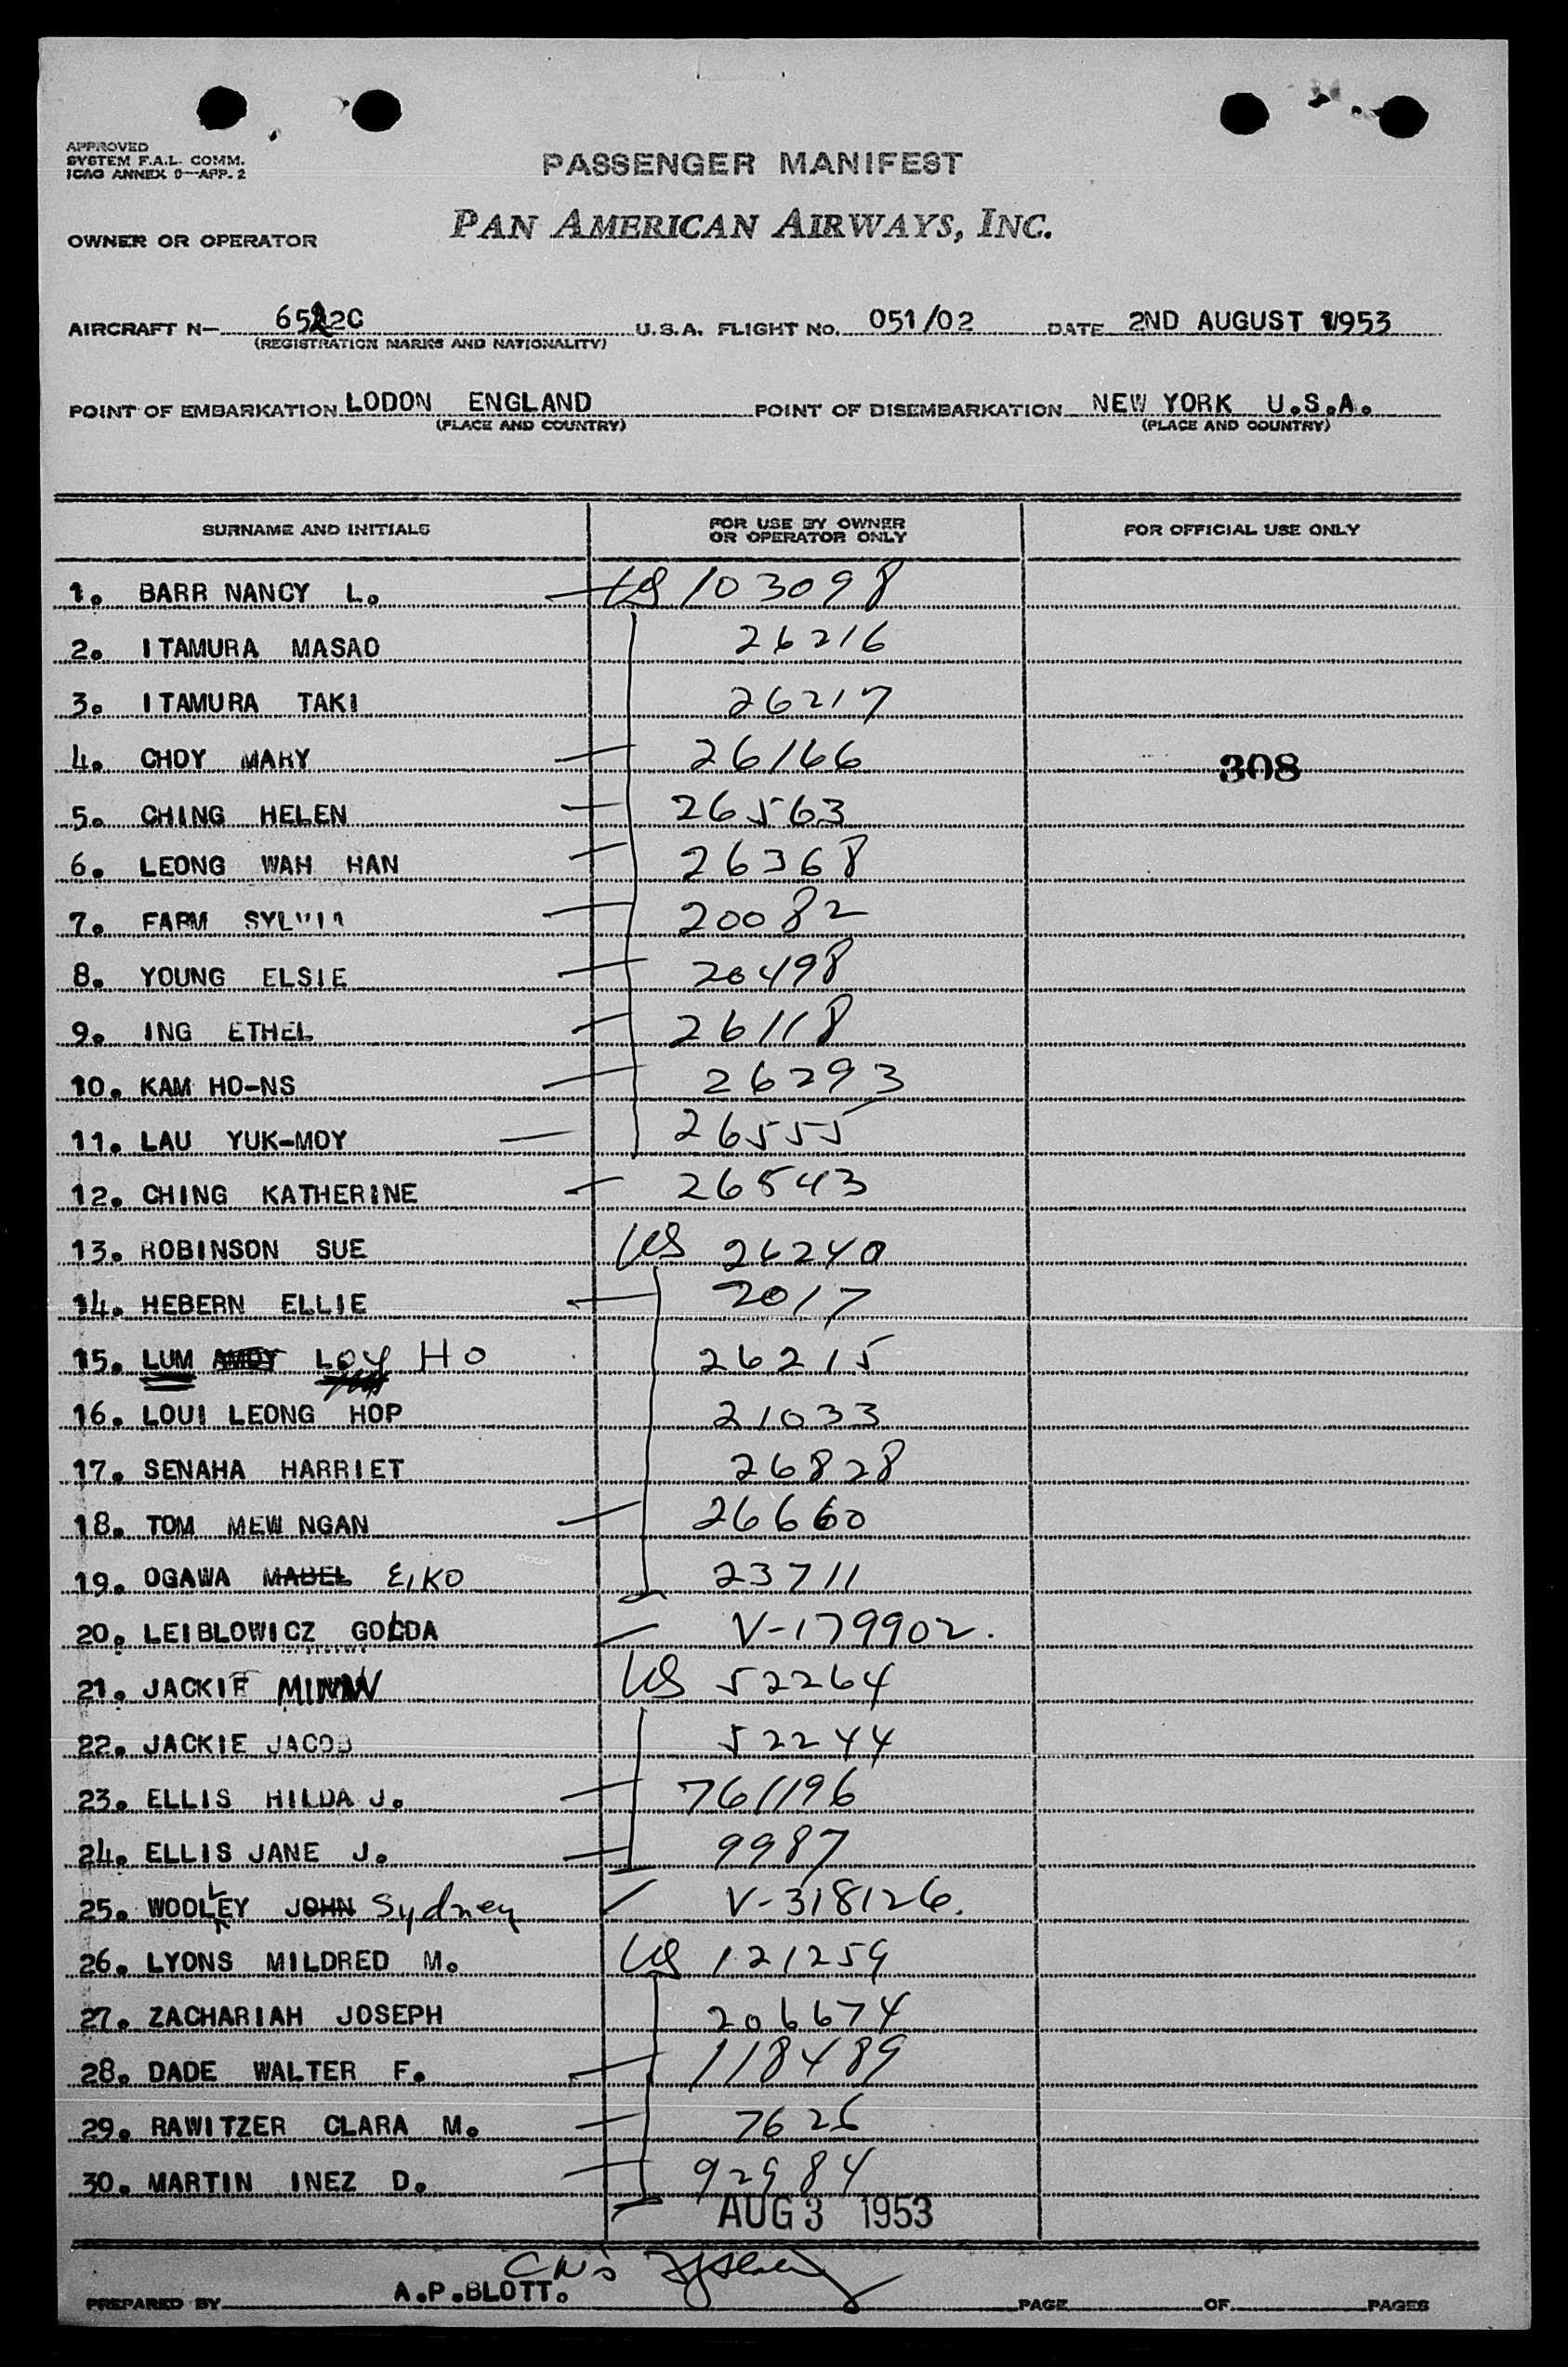 APPROVED
SYSTEM F.A.L. COMM.
ICAO ANNEX 9—APP. 2
PASSENGER MANIFEST
OWNER OR OPERATOR PAN AMERICAN AIRWAYS, INC.
AIRCRAFT N— 6522C U.S.A. FLIGHT NO. 051/02 DATE 2ND AUGUST 1953
(REGISTRATION MARKS AND NATIONALITY)
POINT OF EMBARKATION LODON ENGLAND POINT OF DISEMBARKATION NEW YORK U.S.A.
(PLACE AND COUNTRY) (PLACE AND COUNTRY)
SURNAME AND INITIALS FOR USE BY OWNER OR OPERATOR ONLY FOR OFFICIAL USE ONLY
1. BARR NANCY L. US 103098
2. ITAMURA MASAO 26216
3. ITAMURA TAKI 26217
4. CHOY MARY 26166 308
5. CHING HELEN 26563
6. LEONG WAH HAN 26368
7. FARM SYLVIA 20082
8. YOUNG ELSIE 20498
9. ING ETHEL 26118
10. KAM HO-NS 26293
11. LAU YUK-MOY 26555
12. CHING KATHERINE 26543
13. ROBINSON SUE US 26240
14. HEBERN ELLIE 2017
15. LUM LOY HO 26215
16. LOUI LEONG HOP 21033
17. SENAHA HARRIET 26828
18. TOM MEW NGAN 26660
19. OGAWA MABEL EIKO 23711
20. LEIBLOWICZ GOLDA V-179902.
21. JACKIE US 52264
22. JACKIE JACOB 52244
23. ELLIS HILDA J. 761196
24. ELLIS JANE J. 9987
25. WOOLLEY JOHN Sydney V-318126.
26. LYONS MILDRED M. US 121259
27. ZACHARIAH JOSEPH 206674
28. DADE WALTER F. 118489
29. RAWITZER CLARA M. 7626
30. MARTIN INEZ D. 92984
AUG 3 1953
PREPARED BY A.P.BLOTT. PAGE OF PAGES